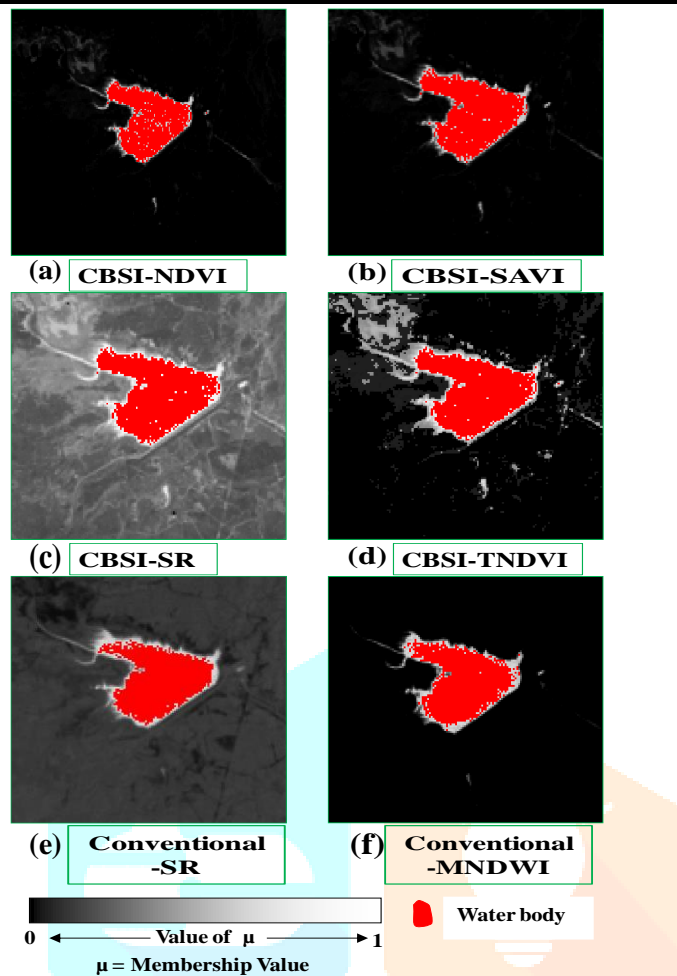 (a) CBSI-NDVI
(b) CBSI-SAVI
(c) CBSI-SR
(d) CBSI-TNDVI
(e) Conventional
-SR
(f) Conventional
-MNDWI
0 Value of μ 1
μ = Membership Value
Water body